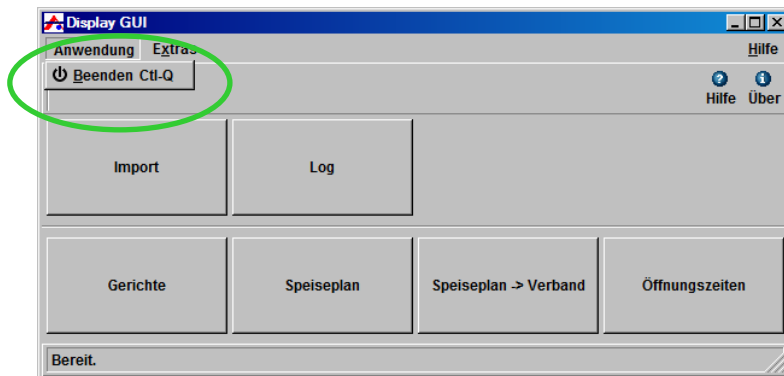 Display GUI
Anwendung Extras Hilfe
Beenden Ctl-Q
Hilfe Über
Import Log
Gerichte Speiseplan Speiseplan -> Verband Öffnungszeiten
Bereit.